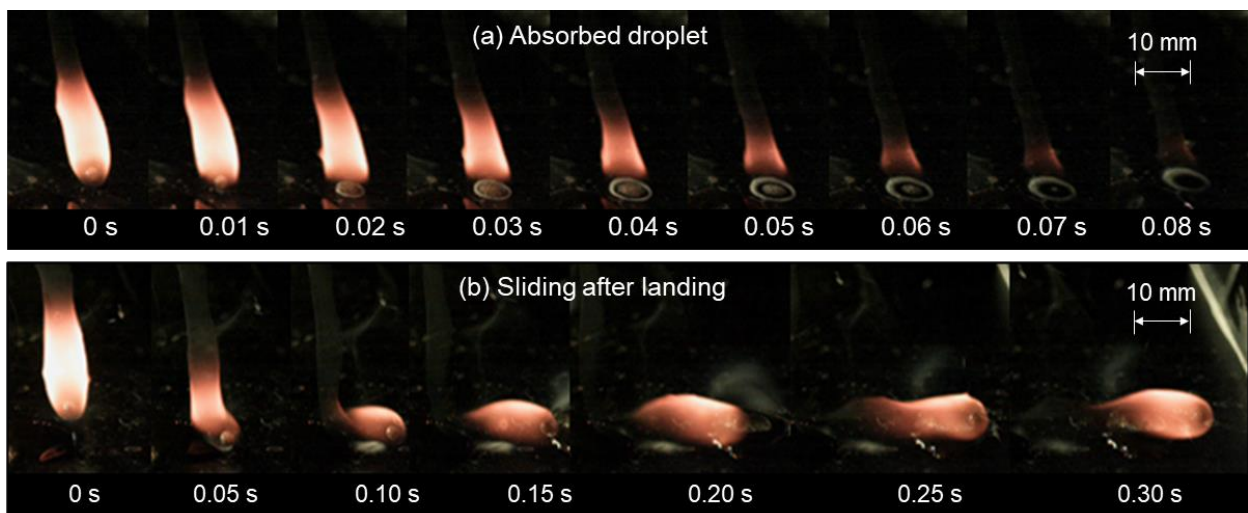 (a) Absorbed droplet
10 mm
0 s 0.01 s 0.02 s 0.03 s 0.04 s 0.05 s 0.06 s 0.07 s 0.08 s
(b) Sliding after landing
10 mm
0 s 0.05 s 0.10 s 0.15 s 0.20 s 0.25 s 0.30 s